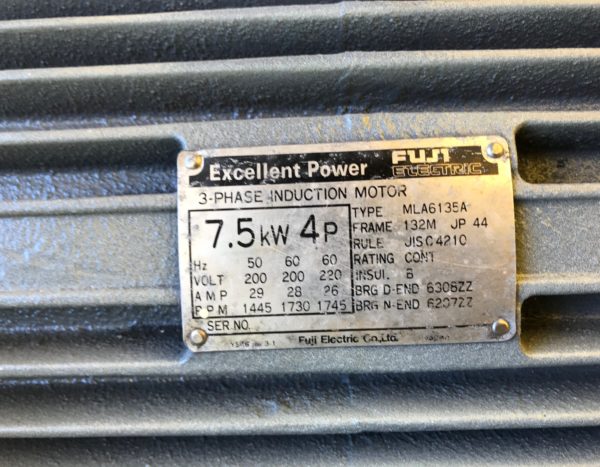 Excellent Power FUJI ELECTRIC
3-PHASE INDUCTION MOTOR
7.5 kW 4P
Hz 50 60 60
VOLT 200 200 220
AMP 29 28 26
RPM 1445 1730 1745
TYPE MLA6135A
FRAME 132M JP 44
RULE JISC4210
RATING CONT
INSUL B
BRG D-END 6308ZZ
BRG N-END 6207ZZ
SER NO.
Fuji Electric Co., Ltd.